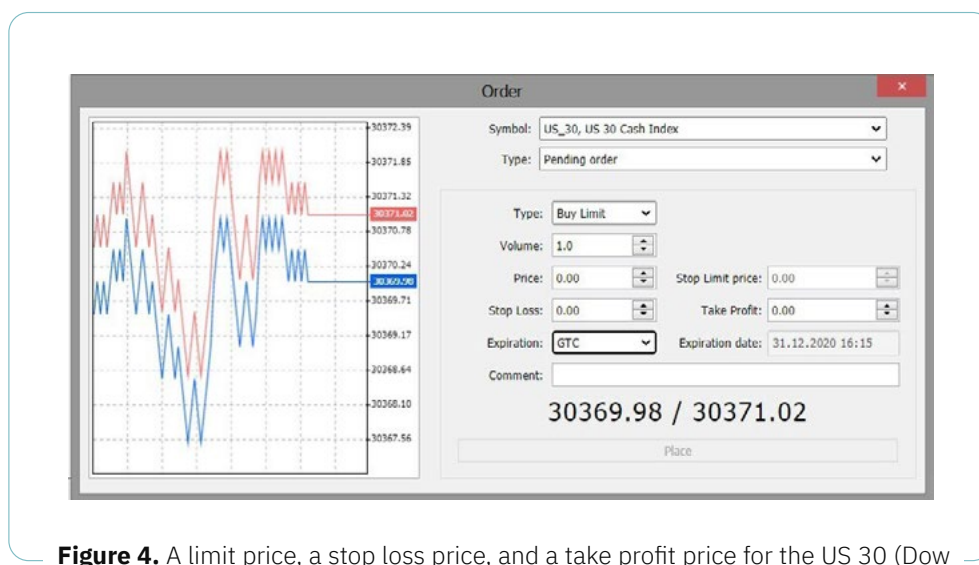 Order
×
30372.39
30371.85
30371.32
30371.02
30370.78
30370.24
30369.98
30369.71
30369.17
30368.64
30368.10
30367.56
Symbol: US_30, US 30 Cash Index
Type: Pending order
Type: Buy Limit
Volume: 1.0
Price: 0.00 Stop Limit price: 0.00
Stop Loss: 0.00 Take Profit: 0.00
Expiration: GTC Expiration date: 31.12.2020 16:15
Comment:
30369.98 / 30371.02
Place
Figure 4. A limit price, a stop loss price, and a take profit price for the US 30 (Dow